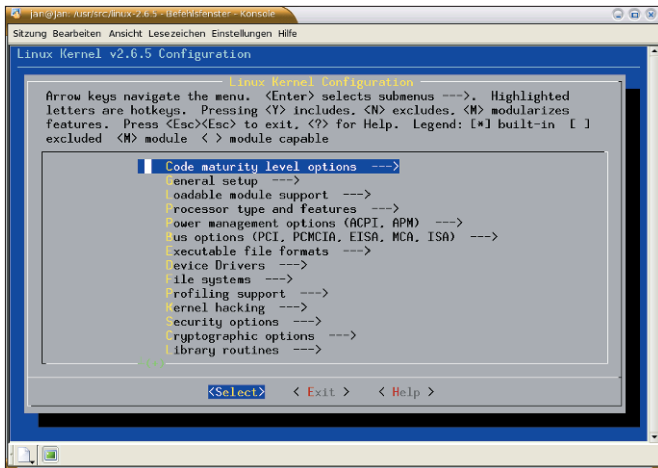 jan@jan: /usr/src/linux-2.6.5 - Befehlsfenster - Konsole
Sitzung Bearbeiten Ansicht Lesezeichen Einstellungen Hilfe
Linux Kernel v2.6.5 Configuration
Linux Kernel Configuration
Arrow keys navigate the menu. <Enter> selects submenus --->. Highlighted
letters are hotkeys. Pressing <Y> includes, <N> excludes, <M> modularizes
features. Press <Esc><Esc> to exit, <?> for Help. Legend: [*] built-in [ ]
excluded <M> module < > module capable
Code maturity level options --->
General setup --->
Loadable module support --->
Processor type and features --->
Power management options (ACPI, APM) --->
Bus options (PCI, PCMCIA, EISA, MCA, ISA) --->
Executable file formats --->
Device Drivers --->
File systems --->
Profiling support --->
Kernel hacking --->
Security options --->
Cryptographic options --->
Library routines --->
<Select> < Exit > < Help >